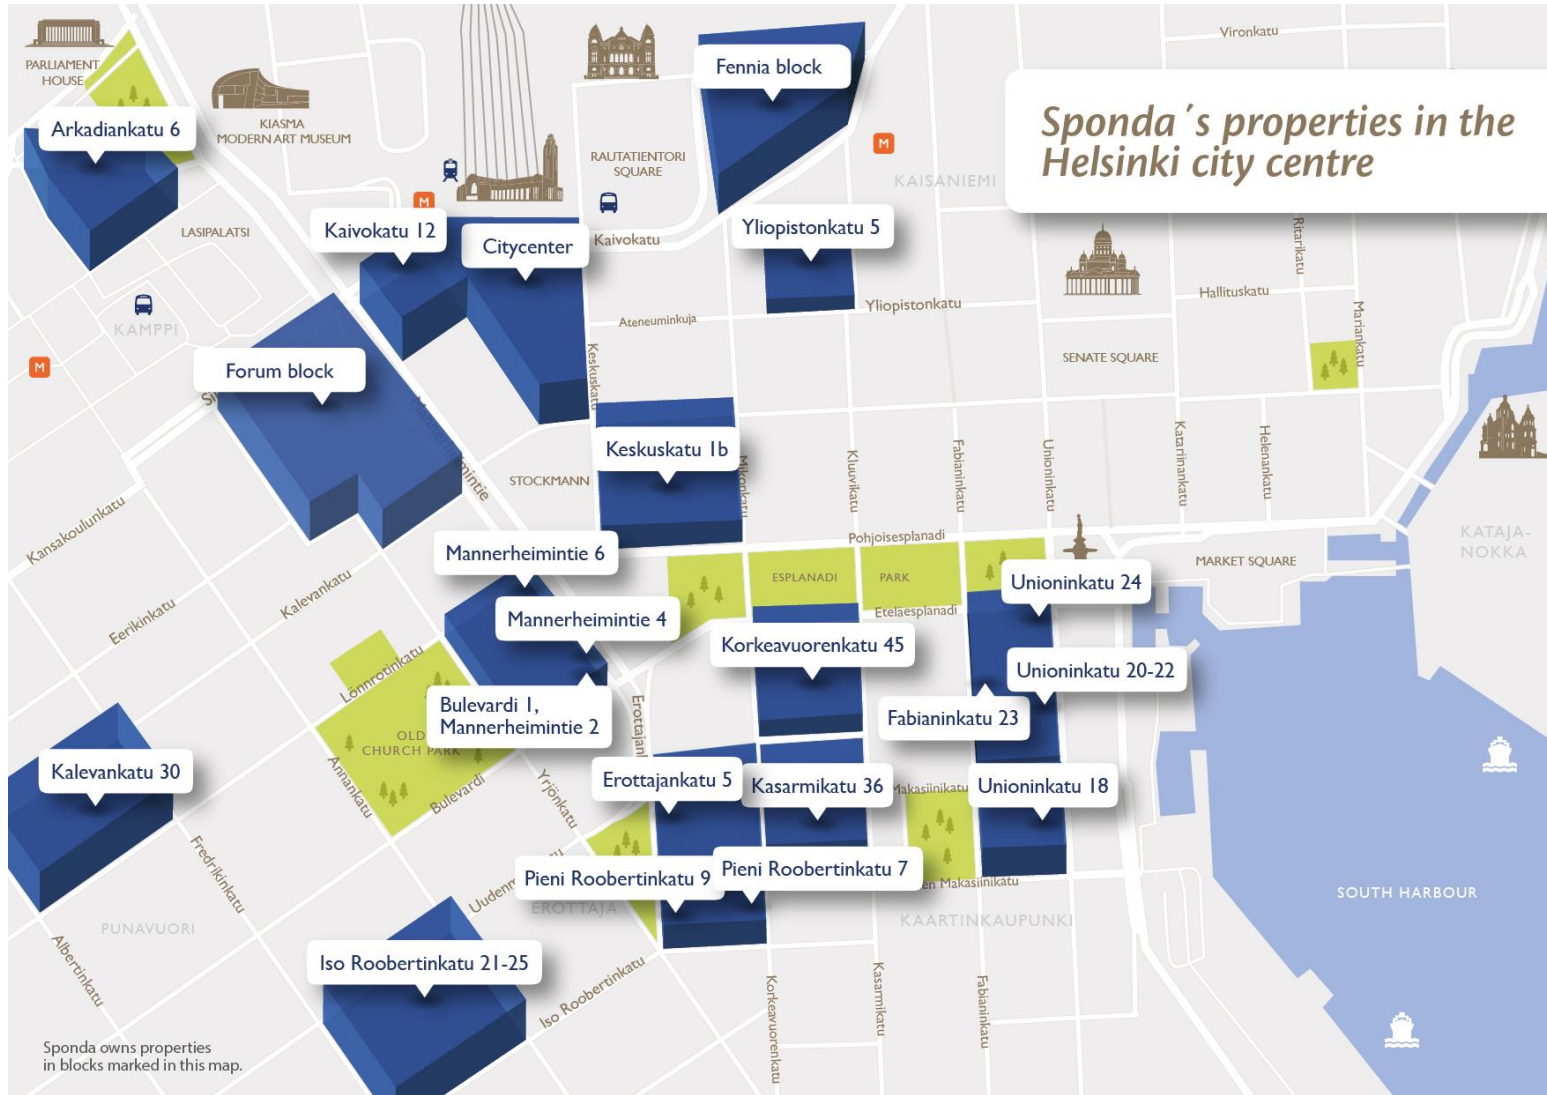 Sponda´s properties in the
Helsinki city centre
Vironkatu
PARLIAMENT
HOUSE
KIASMA
MODERN ART MUSEUM
Arkadiankatu 6
Fennia block
M
RAUTATIENTORI
SQUARE
KAISANIEMI
M
LASIPALATSI
Kaivokatu 12
Citycenter
Kaivokatu
Yliopistonkatu 5
Ritarikatu
Hallituskatu
Mariankatu
KAMPPI
M
Ateneuminkuja
Yliopistonkatu
SENATE SQUARE
Forum block
Keskuskatu
Mannerheimintie
STOCKMANN
Keskuskatu 1b
Mikonkatu
Kluuvikatu
Fabianinkatu
Unioninkatu
Katariinankatu
Helenankatu
Kansakoulunkatu
Mannerheimintie 6
Pohjoisesplanadi
KATAJA-
NOKKA
MARKET SQUARE
ESPLANADI
PARK
Unioninkatu 24
Eteläesplanadi
Eerikinkatu
Kalevankatu
Mannerheimintie 4
Korkeavuorenkatu 45
Lönnrotinkatu
Unioninkatu 20-22
Bulevardi 1,
Mannerheimintie 2
Fabianinkatu 23
OLD
CHURCH PARK
Kalevankatu 30
Annankatu
Bulevardi
Yrjönkatu
Erottajankatu 5
Kasarmikatu 36
Makasiinikatu
Unioninkatu 18
Fredrikinkatu
Pieni Roobertinkatu 9
Pieni Roobertinkatu 7
EROTTAJA
KAARTINKAUPUNKI
SOUTH HARBOUR
PUNAVUORI
Albertinkatu
Iso Roobertinkatu 21-25
Iso Roobertinkatu
Korkeavuorenkatu
Kasarmikatu
Fabianinkatu
Sponda owns properties
in blocks marked in this map.